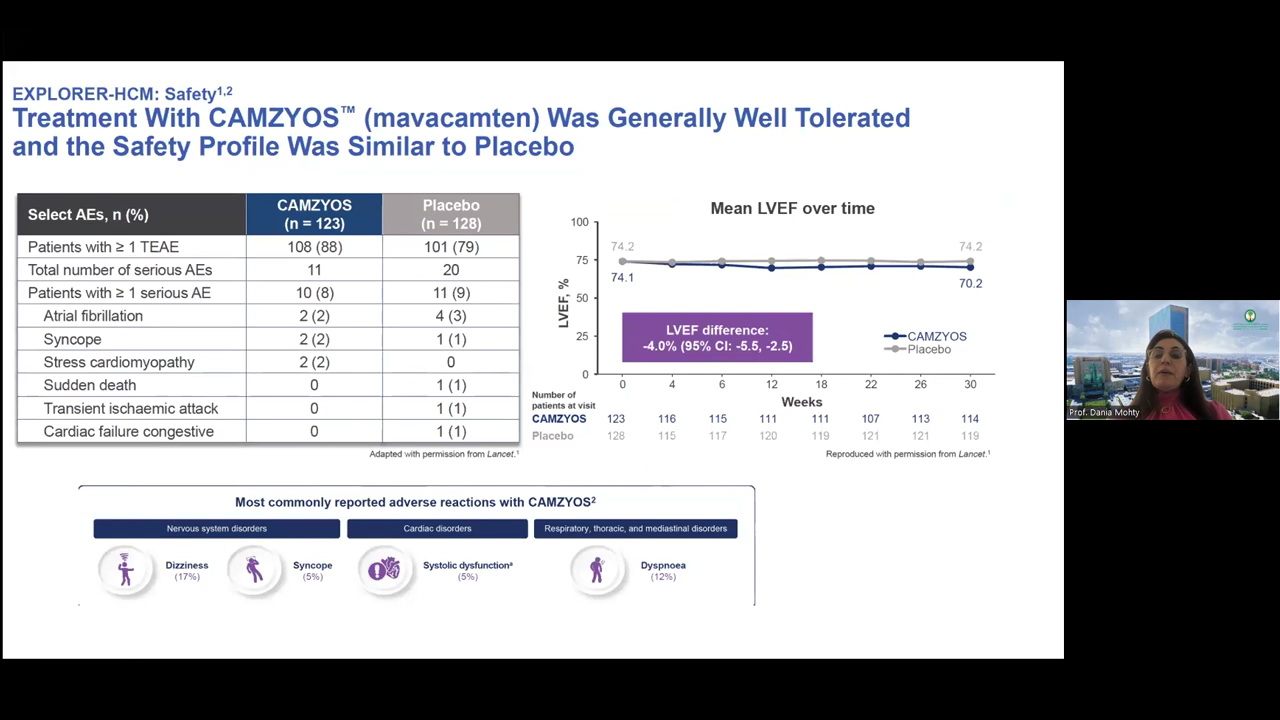 EXPLORER-HCM: Safety1,2
Treatment With CAMZYOS™ (mavacamten) Was Generally Well Tolerated
and the Safety Profile Was Similar to Placebo
Select AEs, n (%) CAMZYOS (n = 123) Placebo (n = 128)
Patients with ≥ 1 TEAE 108 (88) 101 (79)
Total number of serious AEs 11 20
Patients with ≥ 1 serious AE 10 (8) 11 (9)
Atrial fibrillation 2 (2) 4 (3)
Syncope 2 (2) 1 (1)
Stress cardiomyopathy 2 (2) 0
Sudden death 0 1 (1)
Transient ischaemic attack 0 1 (1)
Cardiac failure congestive 0 1 (1)
Adapted with permission from Lancet.1
Mean LVEF over time
100
75
50
25
0
LVEF, %
74.2
74.1
74.2
70.2
LVEF difference:
-4.0% (95% CI: -5.5, -2.5)
CAMZYOS
Placebo
0 4 6 12 18 22 26 30
Weeks
Number of
patients at visit
CAMZYOS 123 116 115 111 111 107 113 114
Placebo 128 115 117 120 119 121 121 119
Reproduced with permission from Lancet.1
Most commonly reported adverse reactions with CAMZYOS2
Nervous system disorders Cardiac disorders Respiratory, thoracic, and mediastinal disorders
Dizziness Syncope Systolic dysfunctiona Dyspnoea
(17%) (5%) (5%) (12%)
Prof. Dania Mohty